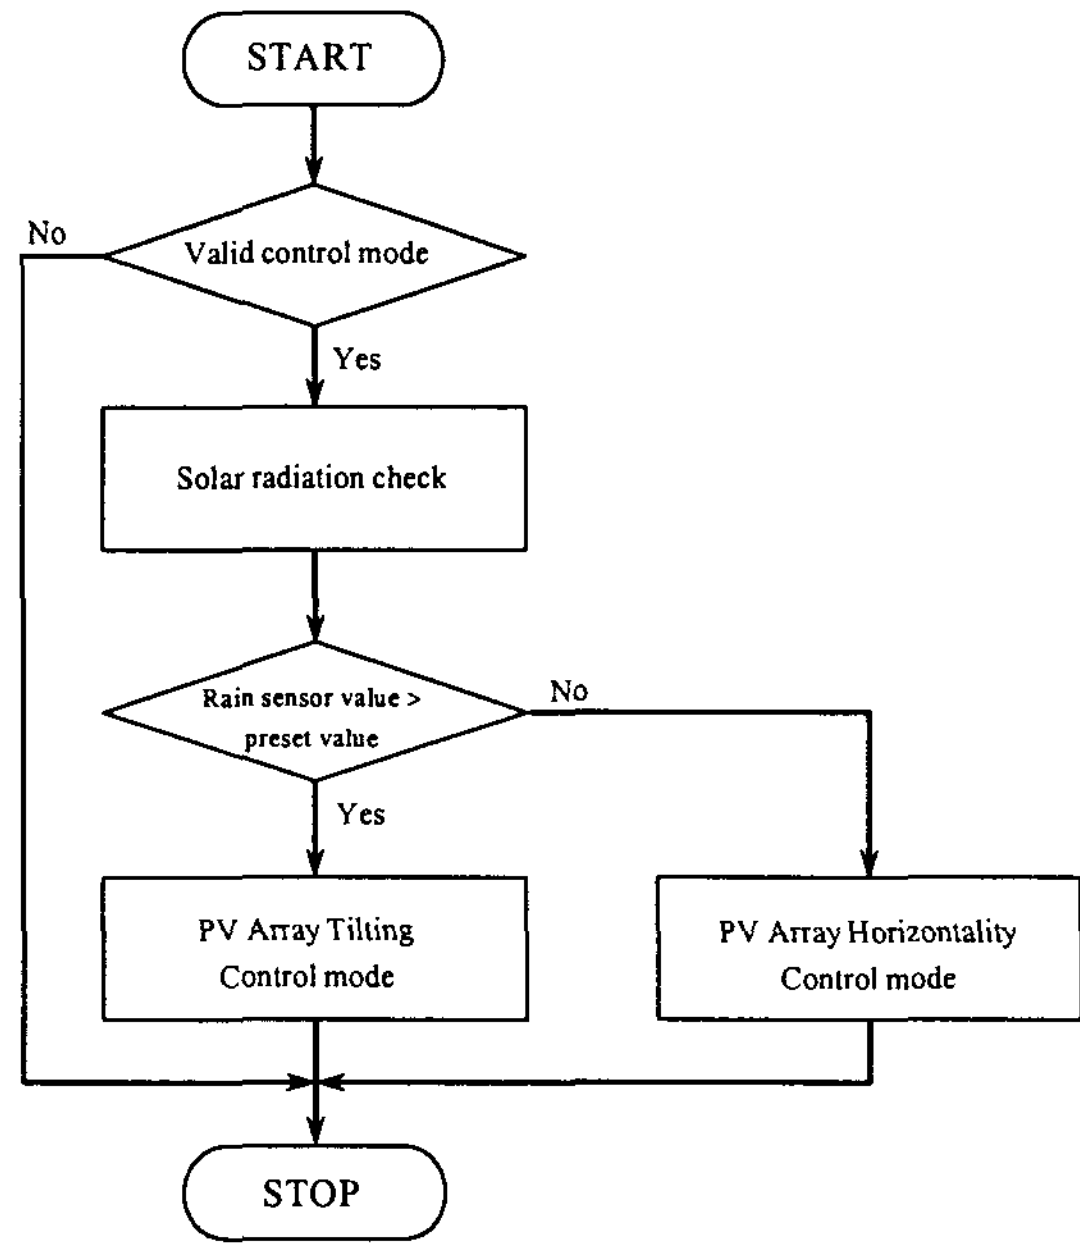 START
No
Valid control mode
Yes
Solar radiation check
Rain sensor value >
preset value
No
Yes
PV Array Tilting
Control mode
PV Array Horizontality
Control mode
STOP